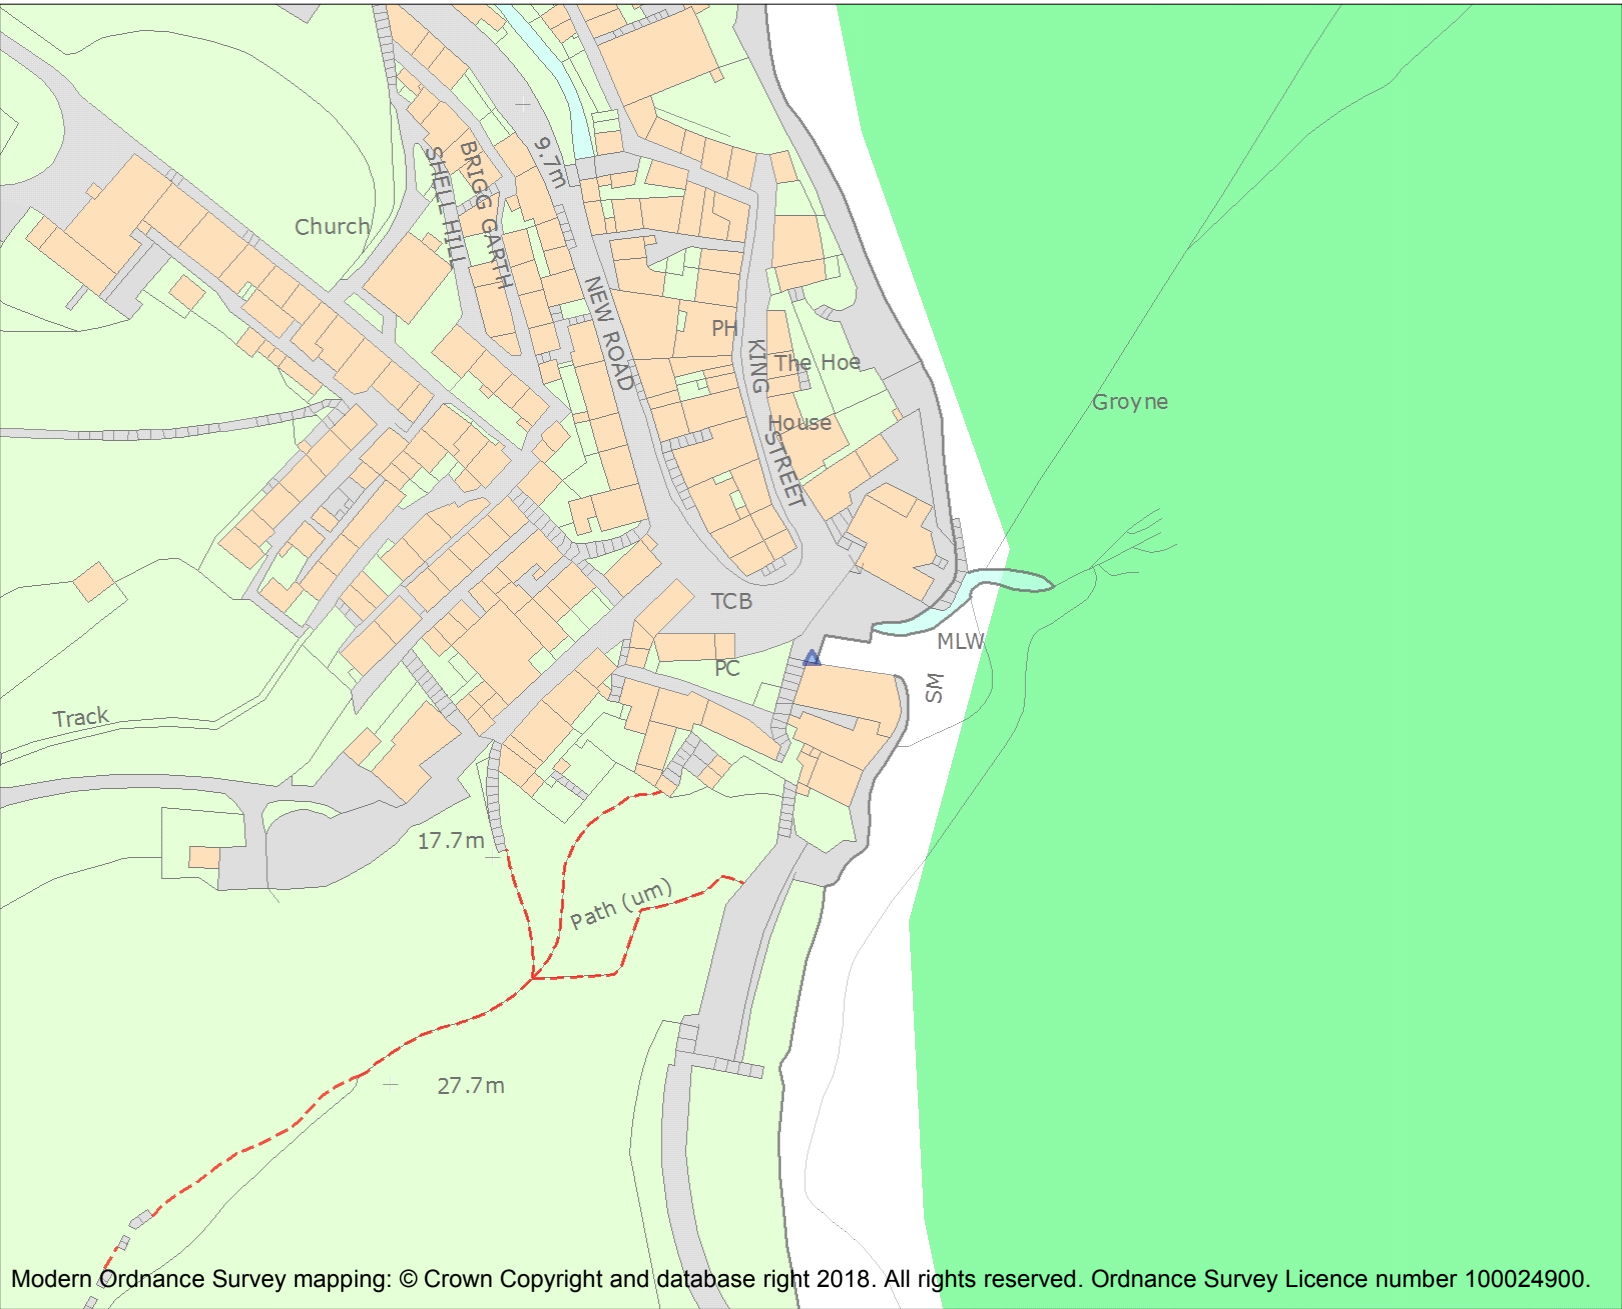 9.7m
BRIGG GARTH
SHELL HILL
Church
NEW ROAD
PH
KING STREET
The Hoe
House
Groyne
TCB
MLW
PC
SM
Track
17.7m
Path (um)
27.7m
Modern Ordnance Survey mapping: © Crown Copyright and database right 2018. All rights reserved. Ordnance Survey Licence number 100024900.